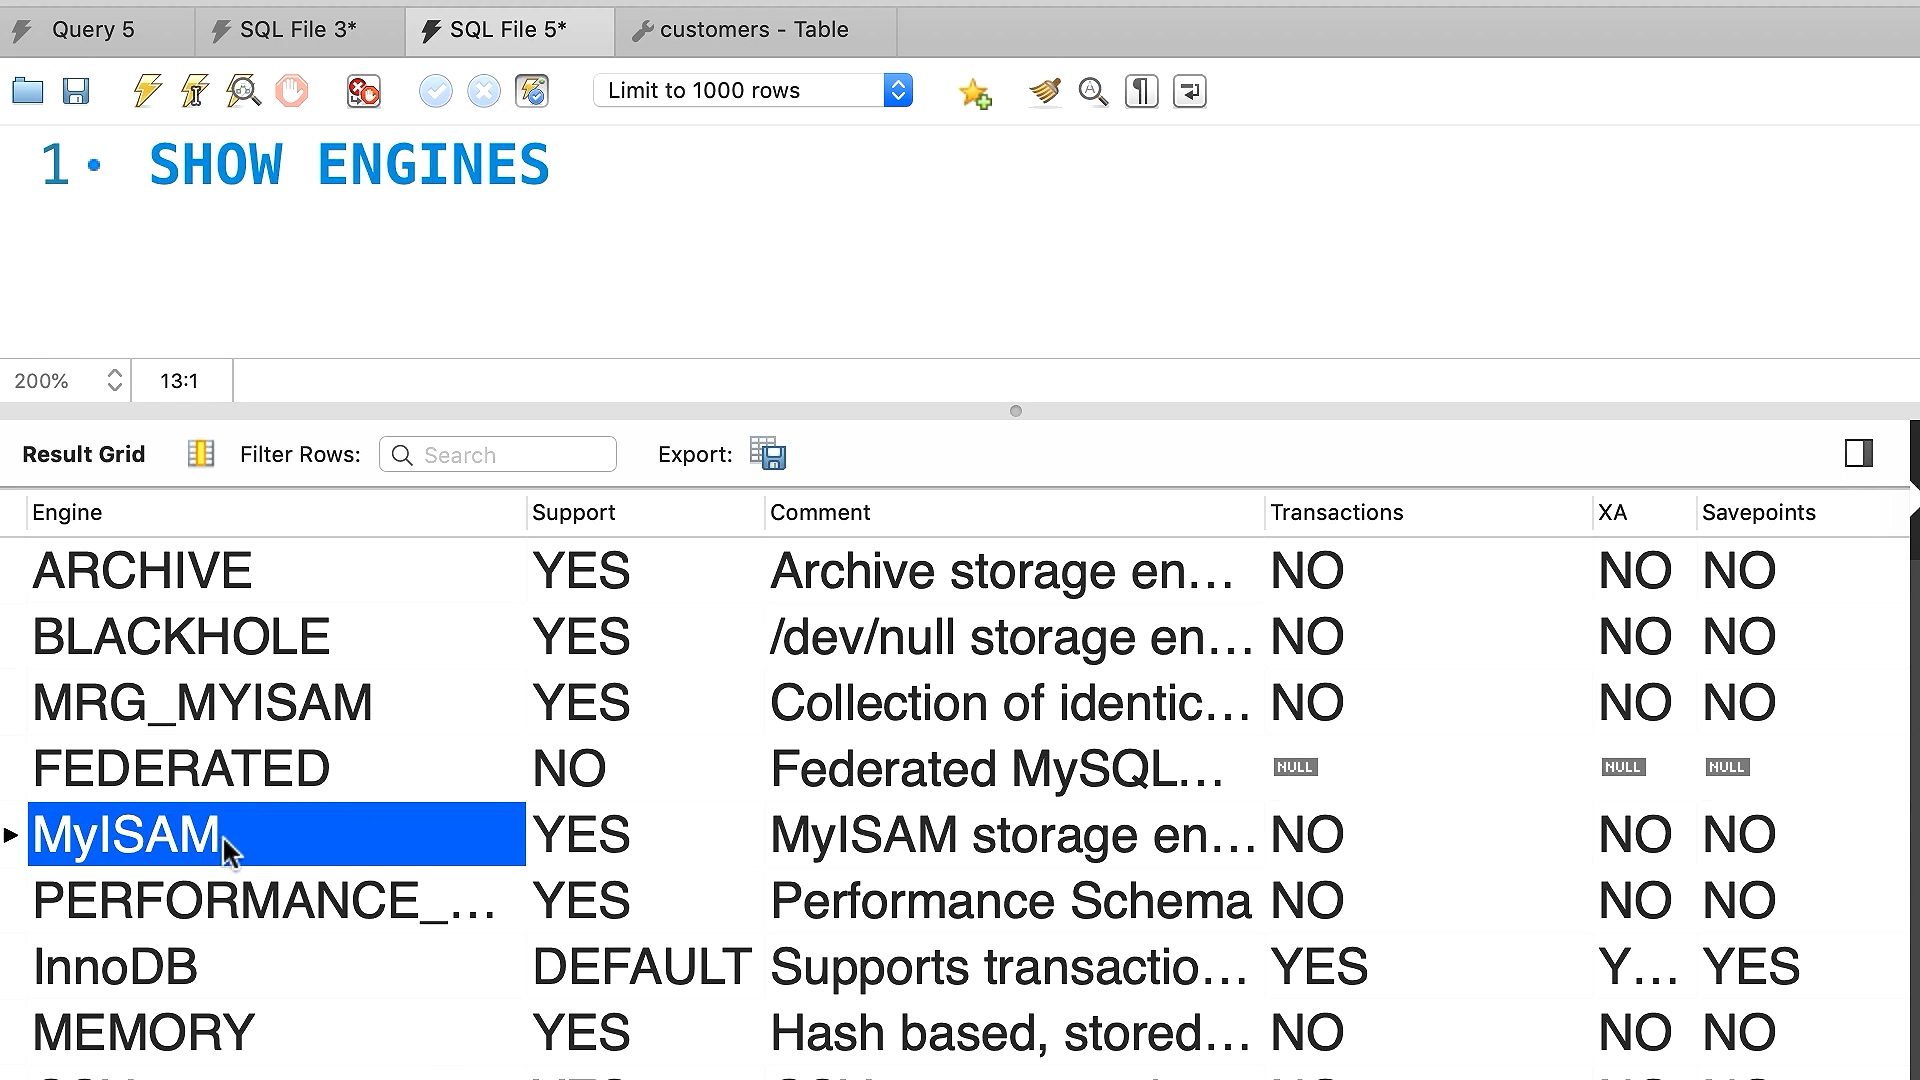 Query 5 SQL File 3* SQL File 5* customers - Table
Limit to 1000 rows
1 SHOW ENGINES
200% 13:1
Result Grid Filter Rows: Search Export:
Engine Support Comment Transactions XA Savepoints
ARCHIVE YES Archive storage en... NO NO NO
BLACKHOLE YES /dev/null storage en... NO NO NO
MRG_MYISAM YES Collection of identic... NO NO NO
FEDERATED NO Federated MySQL... NULL NULL NULL
MyISAM YES MyISAM storage en... NO NO NO
PERFORMANCE_... YES Performance Schema NO NO NO
InnoDB DEFAULT Supports transactio... YES Y... YES
MEMORY YES Hash based, stored... NO NO NO